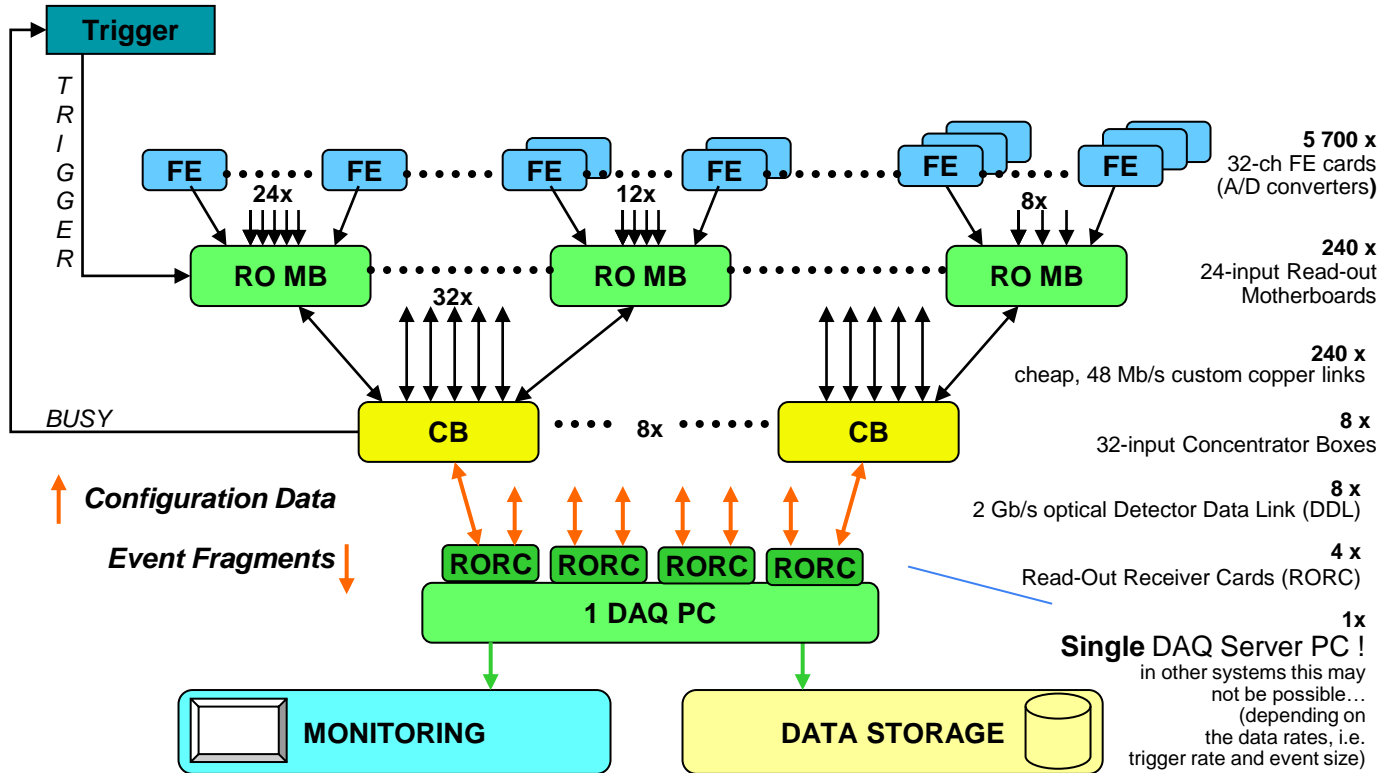 Trigger
T
R
I
G
G
E
R
FE
FE
FE
FE
FE
FE
24x
12x
8x
5 700 x
32-ch FE cards
(A/D converters)
RO MB
RO MB
RO MB
240 x
24-input Read-out
Motherboards
32x
240 x
cheap, 48 Mb/s custom copper links
BUSY
CB
8x
CB
8 x
32-input Concentrator Boxes
Configuration Data
8 x
2 Gb/s optical Detector Data Link (DDL)
Event Fragments
RORC
RORC
RORC
RORC
4 x
Read-Out Receiver Cards (RORC)
1 DAQ PC
1x
Single DAQ Server PC !
in other systems this may
not be possible…
(depending on
the data rates, i.e.
trigger rate and event size)
MONITORING
DATA STORAGE